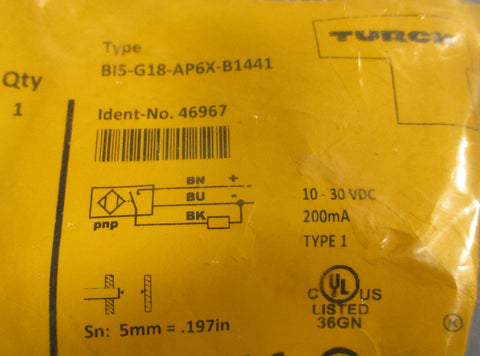 TURCK
Type
BI5-G18-AP6X-B1441
Qty
1
Ident-No. 46967
BN +
BU -
BK
pnp
10 - 30 VDC
200mA
TYPE 1
Sn: 5mm = .197in
C UL US
LISTED
36GN
K